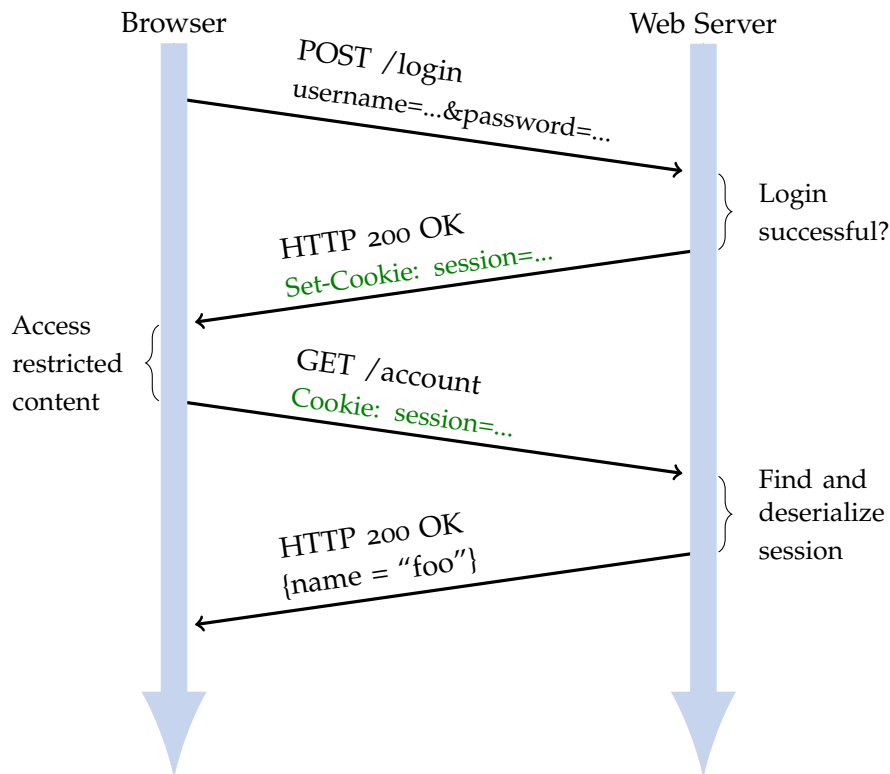 Browser
Web Server
POST /login
username=...&password=...
Login
successful?
HTTP 200 OK
Set-Cookie: session=...
Access
restricted
content
GET /account
Cookie: session=...
Find and
deserialize
session
HTTP 200 OK
{name = “foo”}